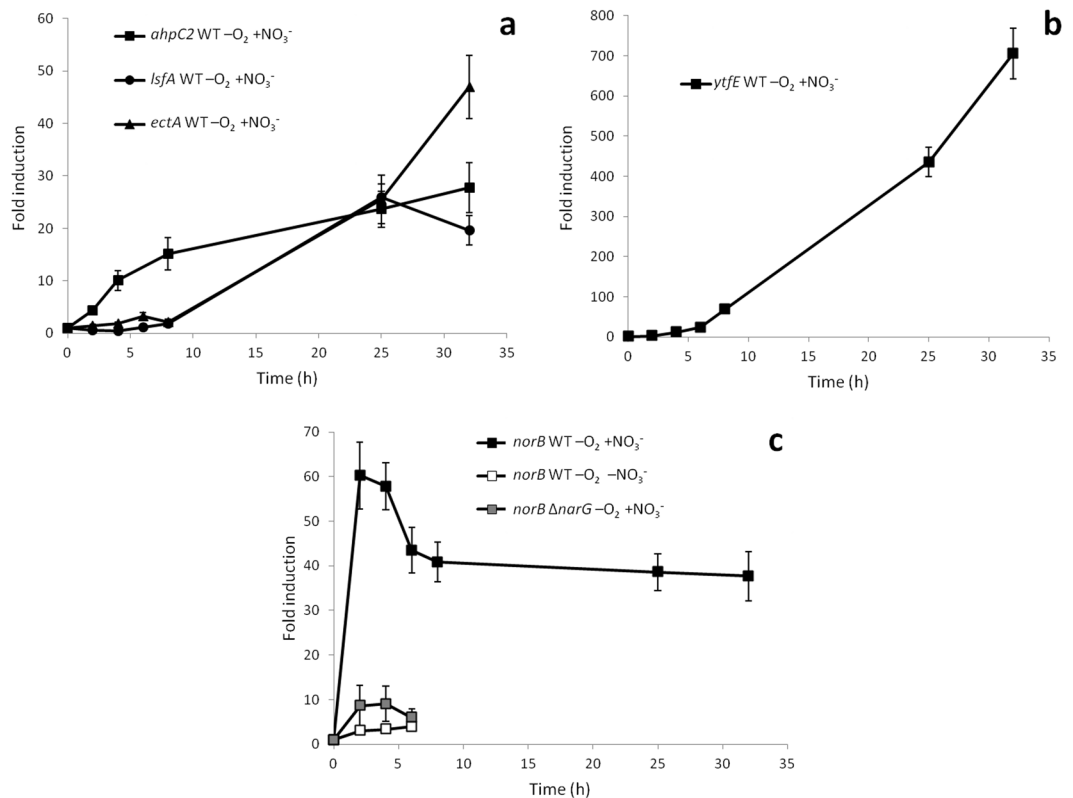 a
60
50
40
30
20
10
0
Fold induction
ahpC2 WT –O₂ +NO₃⁻
lsfA WT –O₂ +NO₃⁻
ectA WT –O₂ +NO₃⁻
0 5 10 15 20 25 30 35
Time (h)
b
800
700
600
500
400
300
200
100
0
Fold induction
ytfE WT –O₂ +NO₃⁻
0 5 10 15 20 25 30 35
Time (h)
c
70
60
50
40
30
20
10
0
Fold induction
norB WT –O₂ +NO₃⁻
norB WT –O₂ –NO₃⁻
norB ΔnarG –O₂ +NO₃⁻
0 5 10 15 20 25 30 35
Time (h)